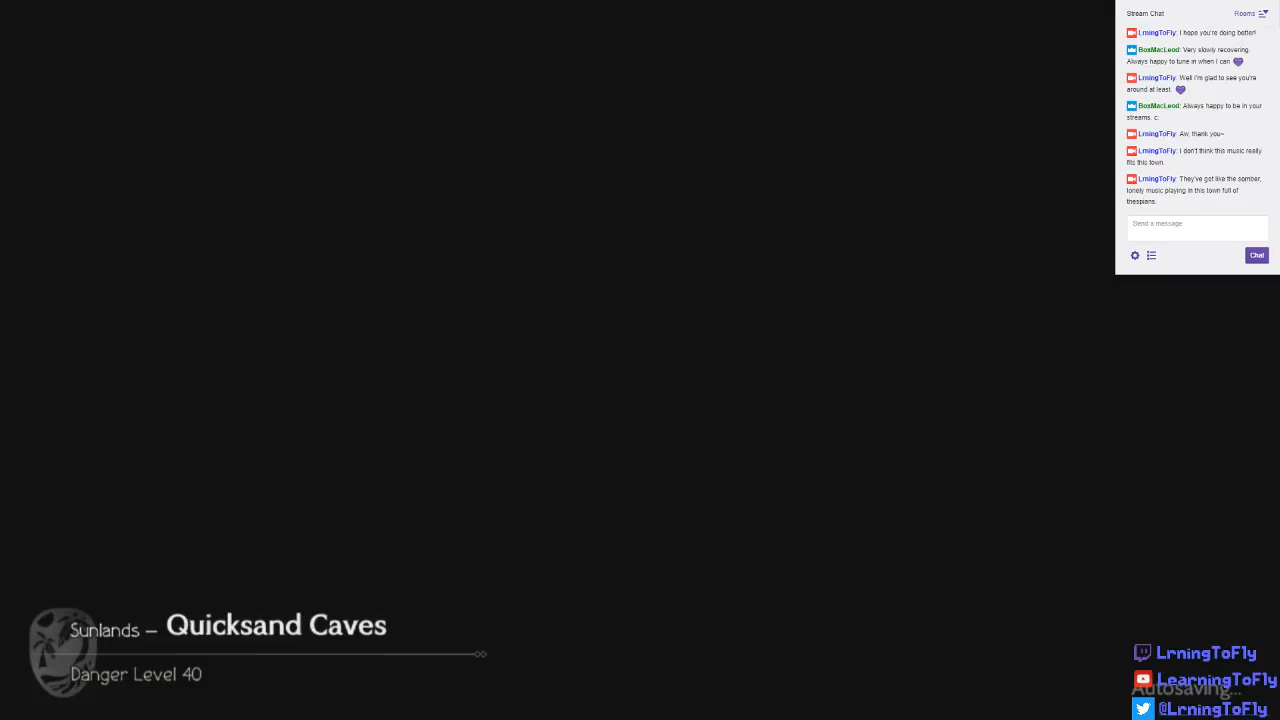 Stream Chat
Rooms
LrningToFly: I hope you're doing better!
BoxMacLeod: Very slowly recovering.
Always happy to tune in when I can
LrningToFly: Well I'm glad to see you're
around at least.
BoxMacLeod: Always happy to be in your
streams. c:
LrningToFly: Aw, thank you~
LrningToFly: I don't think this music really
fits this town.
LrningToFly: They've got like the somber,
lonely music playing in this town full of
thespians.
Send a message
Chat
Sunlands – Quicksand Caves
Danger Level 40
LrningToFly
LearningToFly
Autosaving...
@LrningToFly